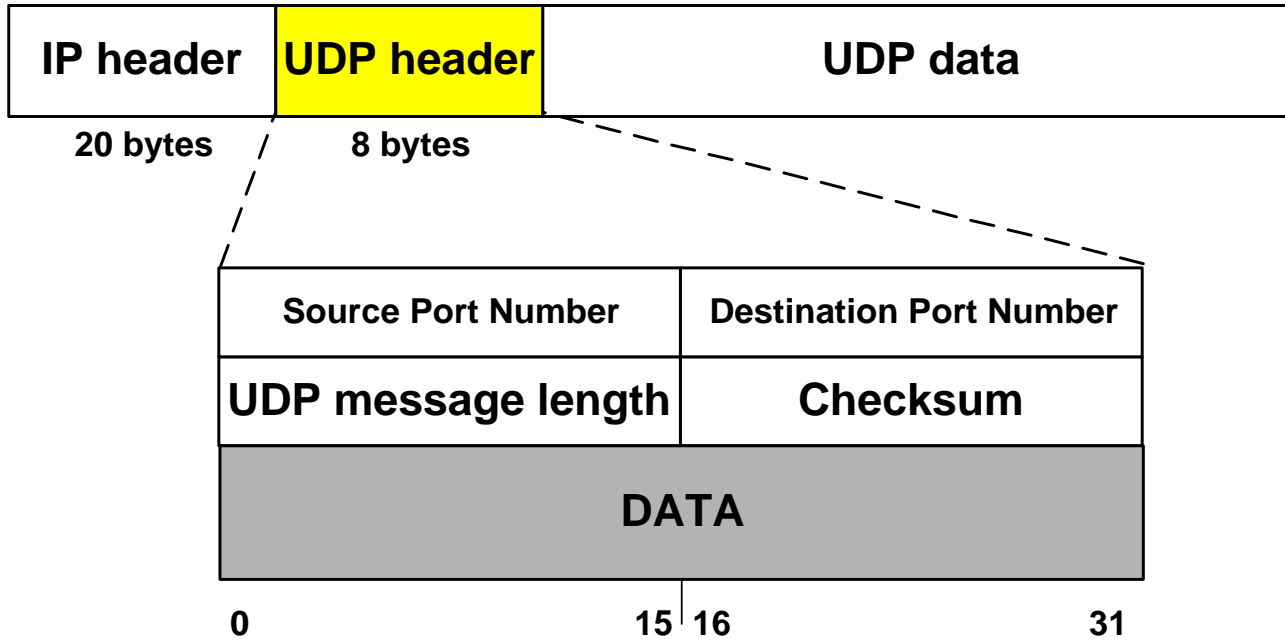 IP header UDP header UDP data
20 bytes 8 bytes
Source Port Number Destination Port Number
UDP message length Checksum
DATA
0 15 16 31